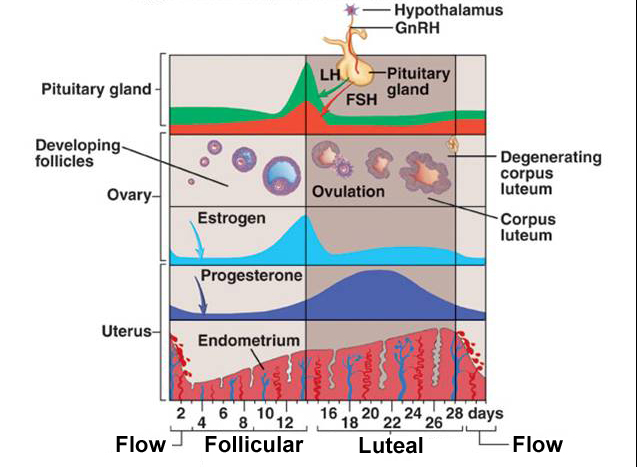 Hypothalamus
GnRH
LH
Pituitary
gland
FSH
Pituitary gland
Developing
follicles
Ovary
Ovulation
Degenerating
corpus
luteum
Corpus
luteum
Estrogen
Progesterone
Uterus
Endometrium
2 4 6 8 10 12 16 18 20 22 24 26 28 days
Flow Follicular Luteal Flow